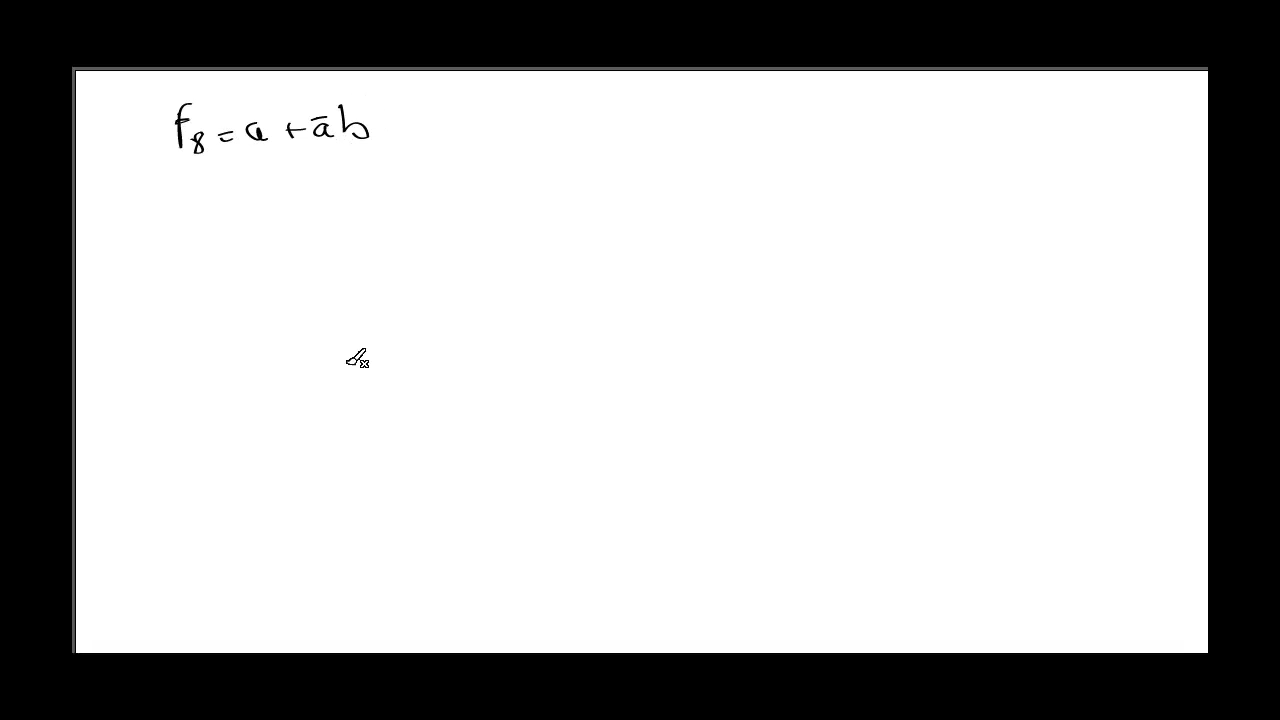 f₈ = a + āb